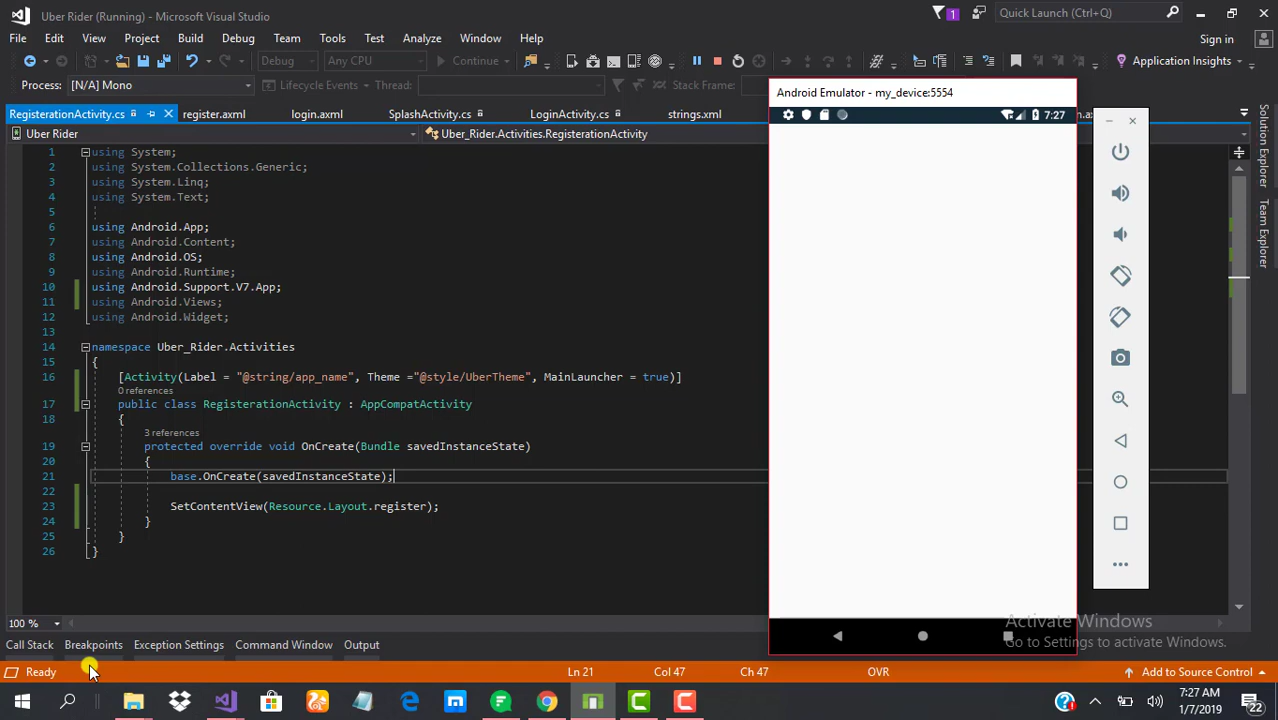 Uber Rider (Running) - Microsoft Visual Studio
1
Quick Launch (Ctrl+Q)
File Edit View Project Build Debug Team Tools Test Analyze Window Help
Sign in
Debug Any CPU Continue Application Insights
Process: [N/A] Mono Lifecycle Events Thread: Stack Frame:
RegisterationActivity.cs register.axml login.axml SplashActivity.cs LoginActivity.cs strings.xml
Uber Rider Uber_Rider.Activities.RegisterationActivity
1 using System;
2 using System.Collections.Generic;
3 using System.Linq;
4 using System.Text;
5
6 using Android.App;
7 using Android.Content;
8 using Android.OS;
9 using Android.Runtime;
10 using Android.Support.V7.App;
11 using Android.Views;
12 using Android.Widget;
13
14 namespace Uber_Rider.Activities
15 {
16 [Activity(Label = "@string/app_name", Theme ="@style/UberTheme", MainLauncher = true)]
0 references
17 public class RegisterationActivity : AppCompatActivity
18 {
3 references
19 protected override void OnCreate(Bundle savedInstanceState)
20 {
21 base.OnCreate(savedInstanceState);
22
23 SetContentView(Resource.Layout.register);
24 }
25 }
26 }
Android Emulator - my_device:5554
7:27
Solution Explorer
Team Explorer
100 %
Call Stack Breakpoints Exception Settings Command Window Output
Activate Windows
Go to Settings to activate Windows.
Ready Ln 21 Col 47 Ch 47 OVR Add to Source Control
7:27 AM
1/7/2019
22